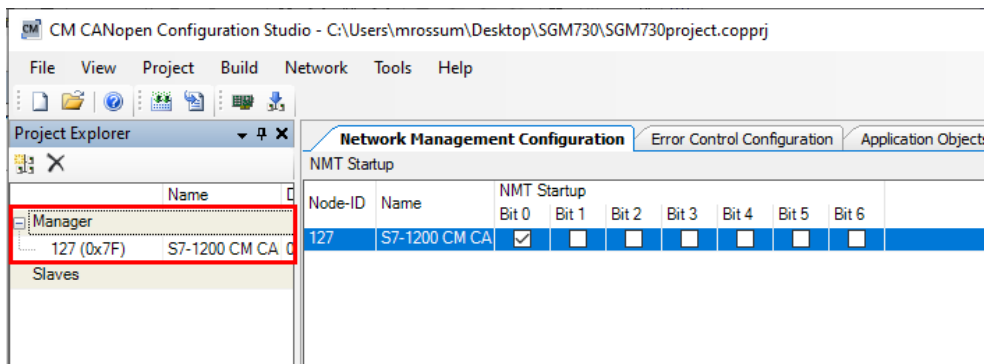 CM CM CANopen Configuration Studio - C:\Users\mrossum\Desktop\SGM730\SGM730project.copprj
File View Project Build Network Tools Help
Project Explorer
Name
Manager
127 (0x7F) S7-1200 CM CA 0
Slaves
Network Management Configuration Error Control Configuration Application Objects
NMT Startup
Node-ID Name NMT Startup
Bit 0 Bit 1 Bit 2 Bit 3 Bit 4 Bit 5 Bit 6
127 S7-1200 CM CA